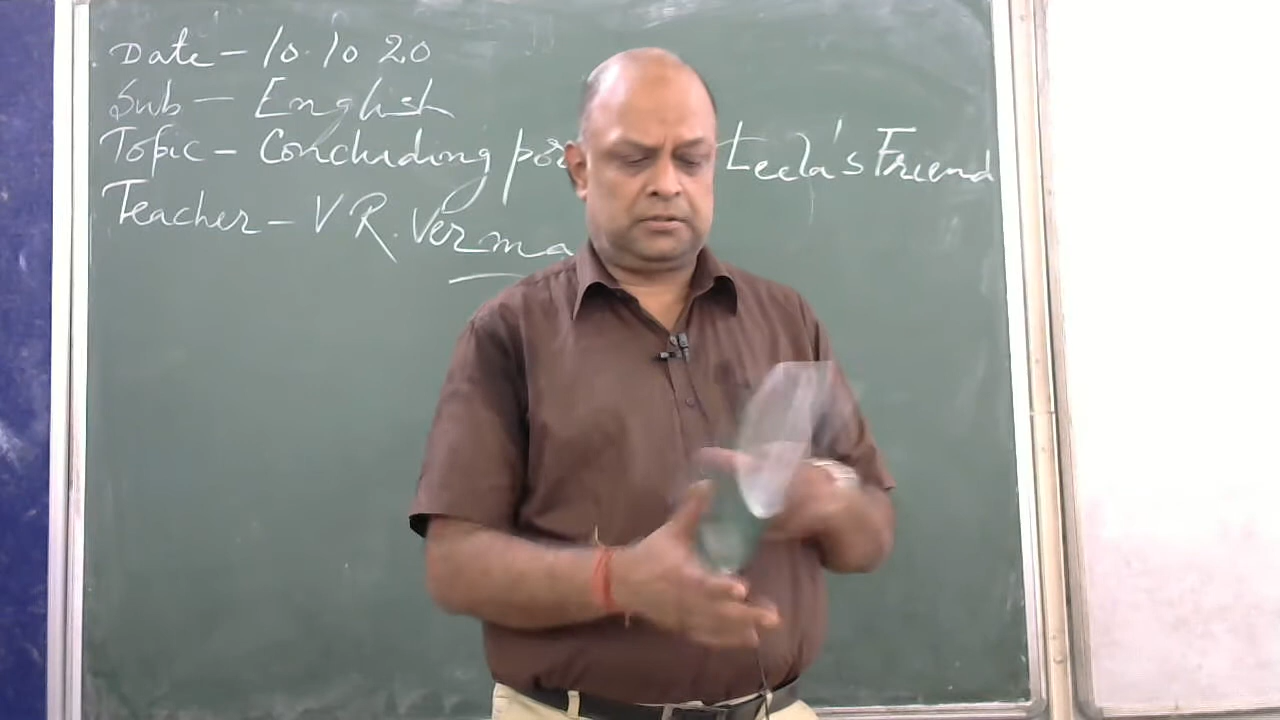 Date - 10.10 20
Sub - English
Topic - Concluding Leela's Friend
Teacher - V R. Verma